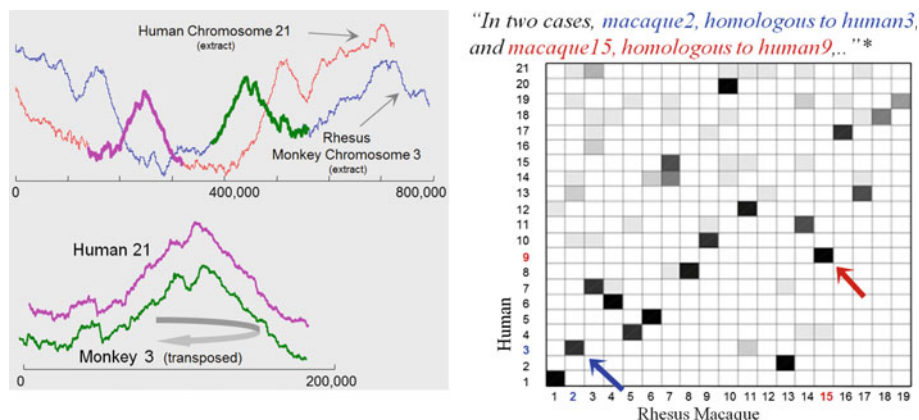 Human Chromosome 21
(extract)
Rhesus
Monkey Chromosome 3
(extract)
0
400,000
800,000
Human 21
Monkey 3 (transposed)
0
200,000
“In two cases, macaque2, homologous to human3,
and macaque15, homologous to human9,..”*
21
20
19
18
17
16
15
14
13
12
11
10
9
8
7
6
5
4
3
2
1
Human
1 2 3 4 5 6 7 8 9 10 11 12 13 14 15 16 17 18 19
Rhesus Macaque